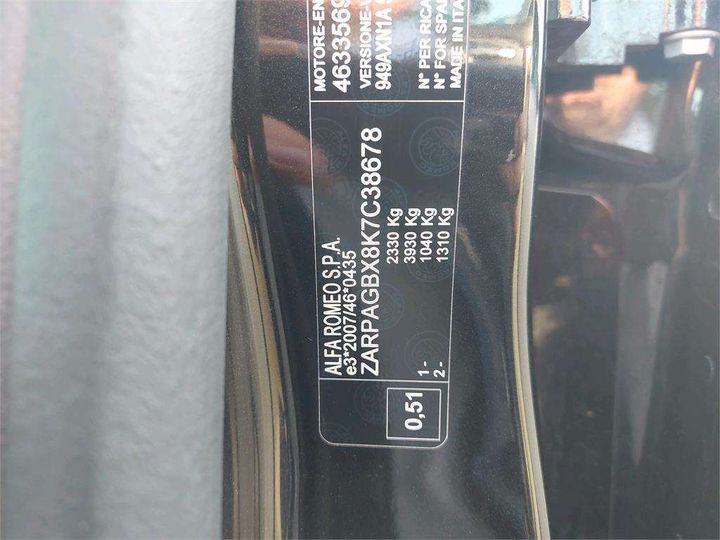 ALFA ROMEO S.P.A.
e3*2007/46*0435
ZARPAGBX8K7C38678
2330 Kg
3930 Kg
1- 1040 Kg
2- 1310 Kg
0,51
MOTORE-EN
4633569
VERSIONE-
949AXN1A
N° PER RICA
N° FOR SPAR
MADE IN ITA